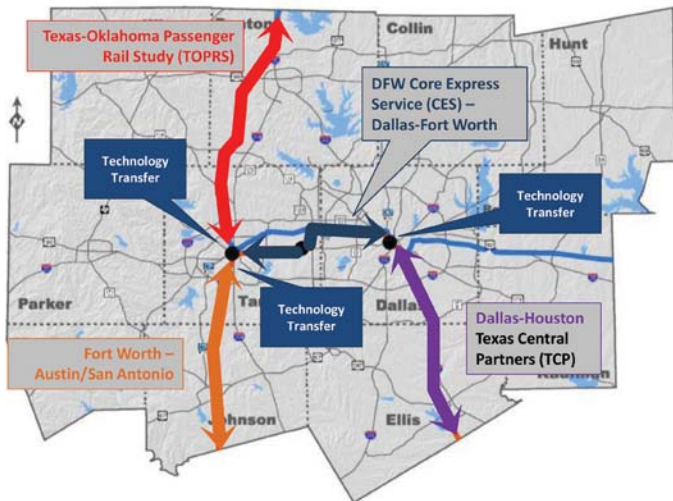 Texas-Oklahoma Passenger
Rail Study (TOPRS)
Collin
Hunt
DFW Core Express
Service (CES) –
Dallas-Fort Worth
Technology
Transfer
Technology
Transfer
Parker
Technology
Transfer
Dallas
Dallas-Houston
Texas Central
Partners (TCP)
Fort Worth –
Austin/San Antonio
Johnson
Ellis